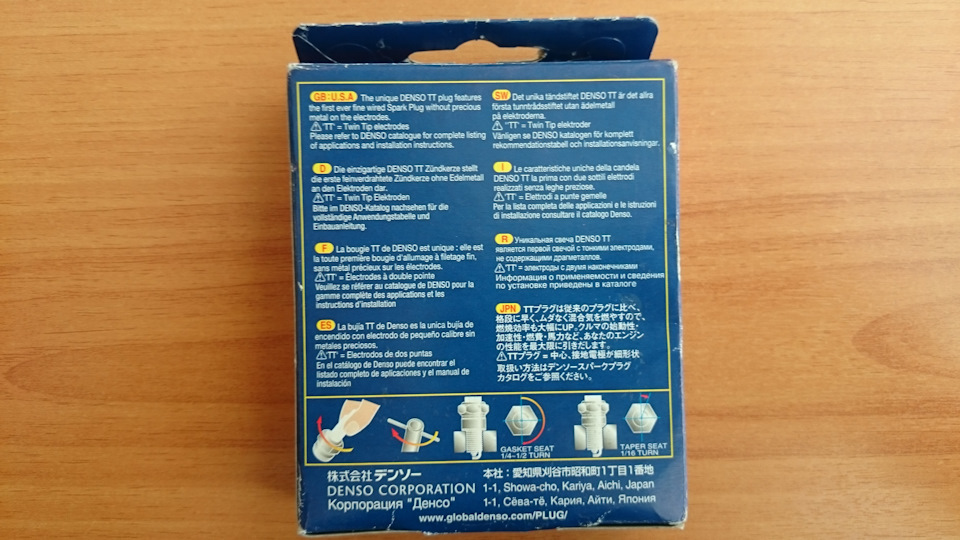 GB:U.S.A The unique DENSO TT plug features
the first ever fine wired Spark Plug without precious
metal on the electrodes.
'TT' = Twin Tip electrodes
Please refer to DENSO catalogue for complete listing
of applications and installation instructions.
D Die einzigartige DENSO TT Zündkerze stellt
die erste feinverdrahtete Zündkerze ohne Edelmetall
an den Elektroden dar.
'TT' = Twin Tip Elektroden
Bitte im DENSO-Katalog nachsehen für die
vollständige Anwendungstabelle und
Einbauanleitung.
F La bougie TT de DENSO est unique : elle est
la toute première bougie d'allumage à filetage fin,
sans métal précieux sur les électrodes.
'TT' = Électrodes à double pointe
Veuillez se référer au catalogue de DENSO pour la
gamme complète des applications et les
instructions d'installation
ES La bujía TT de Denso es la unica bujía de
encendido con electrodo de pequeño calibre sin
metales preciosos.
'TT' = Electrodos de dos puntas
En el catálogo de Denso puede encontrar el
listado completo de aplicaciones y el manual de
instalación
SW Det unika tändstiftet DENSO TT är det allra
första tunntrådsstiftet utan ädelmetall
på elektroderna.
"TT" = Twin Tip elektroder
Vänligen se DENSO katalogen för komplett
rekommendationstabell och installationsanvisningar.
I Le caratteristiche uniche della candela
DENSO TT la prima con due sottili elettrodi
realizzati senza leghe preziose.
'TT' = Elettrodi a punte gemelle
Per la lista completa delle applicazioni e le istruzioni
di installazione consultare il catalogo Denso.
R Уникальная свеча DENSO TT
является первой свечой с тонкими электродами,
не содержащими драгметаллов.
'TT' = электроды с двумя наконечниками
Информация о применяемости и сведения
по установке приведены в каталоге
JPN TTプラグは従来のプラグに比べ、
格段に早く、ムダなく混合気を燃やすので、
燃焼効率も大幅にUP。クルマの始動性・
加速性・燃費・馬力など、あなたのエンジン
の性能を最大限に引きだします。
TTプラグ = 中心、接地電極が細形状
取扱い方法はデンソースパークプラグ
カタログをご参照ください。
GASKET SEAT
1/4~1/2 TURN
TAPER SEAT
1/16 TURN
株式会社 デンソー
DENSO CORPORATION
Корпорация "Денсо"
本社：愛知県刈谷市昭和町1丁目1番地
1-1, Showa-cho, Kariya, Aichi, Japan
1-1, Сёва-тё, Кария, Айти, Япония
www.globaldenso.com/PLUG/